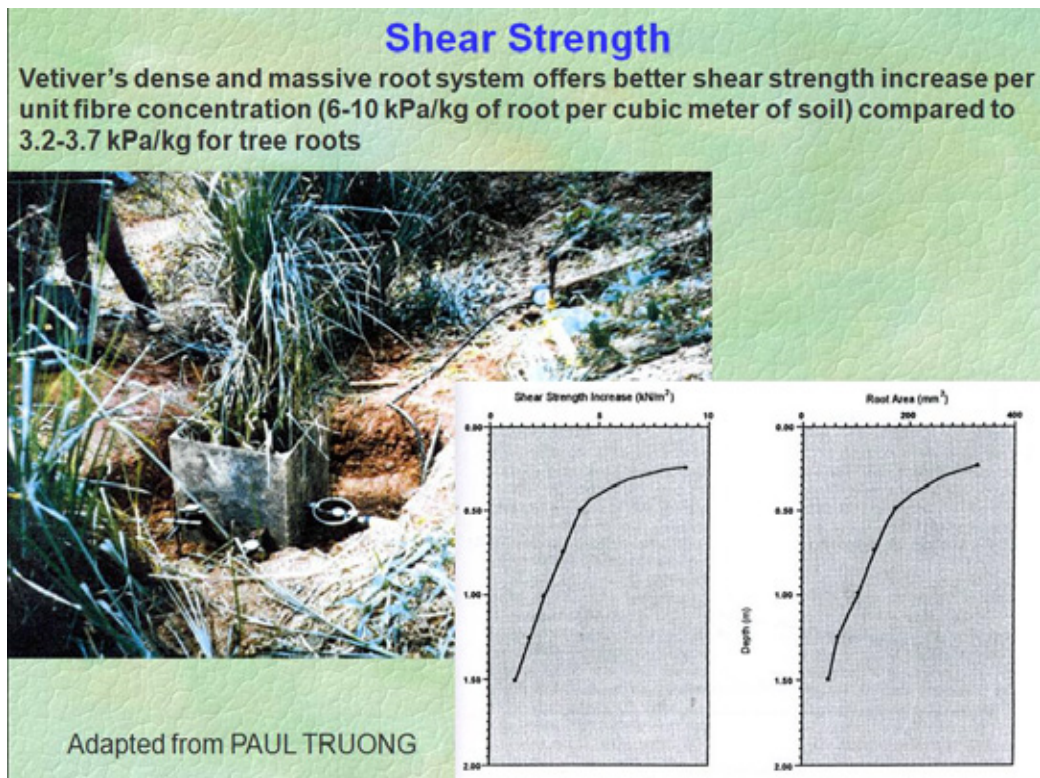 Shear Strength
Vetiver's dense and massive root system offers better shear strength increase per
unit fibre concentration (6-10 kPa/kg of root per cubic meter of soil) compared to
3.2-3.7 kPa/kg for tree roots
Shear Strength Increase (kN/m²)
0 5 10
0.00
0.50
1.00
1.50
2.00
Root Area (mm²)
0 200 400
0.00
0.50
1.00
1.50
2.00
Depth (m)
Adapted from PAUL TRUONG